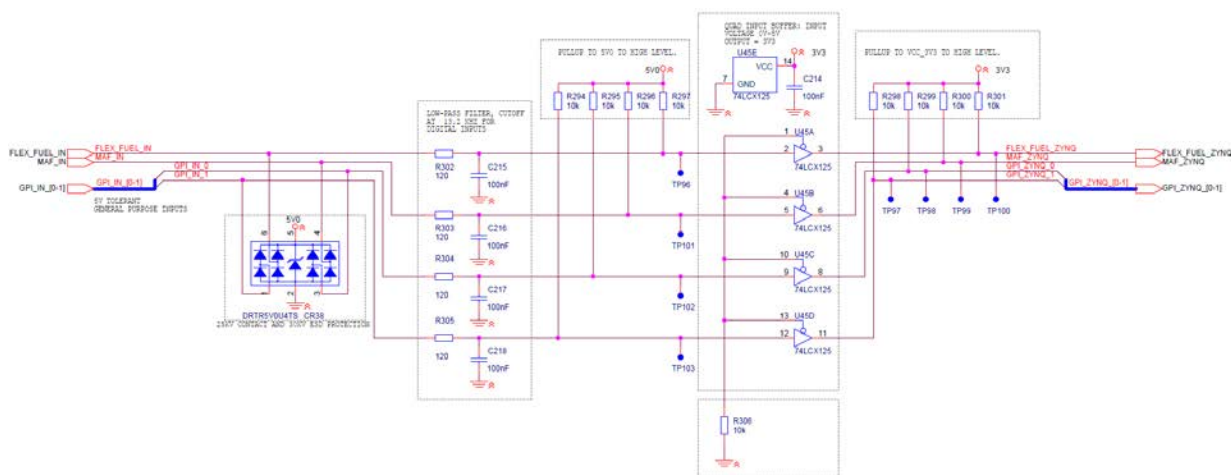 QUAD INPUT BUFFER: INPUT
VOLTAGE 0V-5V
OUTPUT = 3V3
U45E
3V3
14
VCC
7
GND
C214
100nF
74LCX125
PULLUP TO 5V0 TO HIGH LEVEL.
5V0
R294
10k
R295
10k
R296
10k
R297
10k
PULLUP TO VCC_3V3 TO HIGH LEVEL.
3V3
R298
10k
R299
10k
R300
10k
R301
10k
LOW-PASS FILTER, CUTOFF
AT 13.2 KHZ FOR
DIGITAL INPUTS
FLEX_FUEL_IN
FLEX_FUEL_IN
MAF_IN
MAF_IN
GPI_IN_0
GPI_IN_1
GPI_IN_[0-1]
GPI_IN_[0-1]
5V TOLERANT
GENERAL PURPOSE INPUTS
R302
120
C215
100nF
TP96
1
U45A
2
3
74LCX125
FLEX_FUEL_ZYNQ
MAF_ZYNQ
GPI_ZYNQ_0
GPI_ZYNQ_1
GPI_ZYNQ_[0-1]
FLEX_FUEL_ZYNQ
MAF_ZYNQ
GPI_ZYNQ_[0-1]
TP97
TP98
TP99
TP100
R303
120
C216
100nF
TP101
4
U45B
5
6
74LCX125
5V0
6
5
4
1
2
3
DRTR5V0U4TS
CR38
R304
120
C217
100nF
TP102
10
U45C
9
8
74LCX125
R305
120
C218
100nF
TP103
13
U45D
12
11
74LCX125
R306
10k